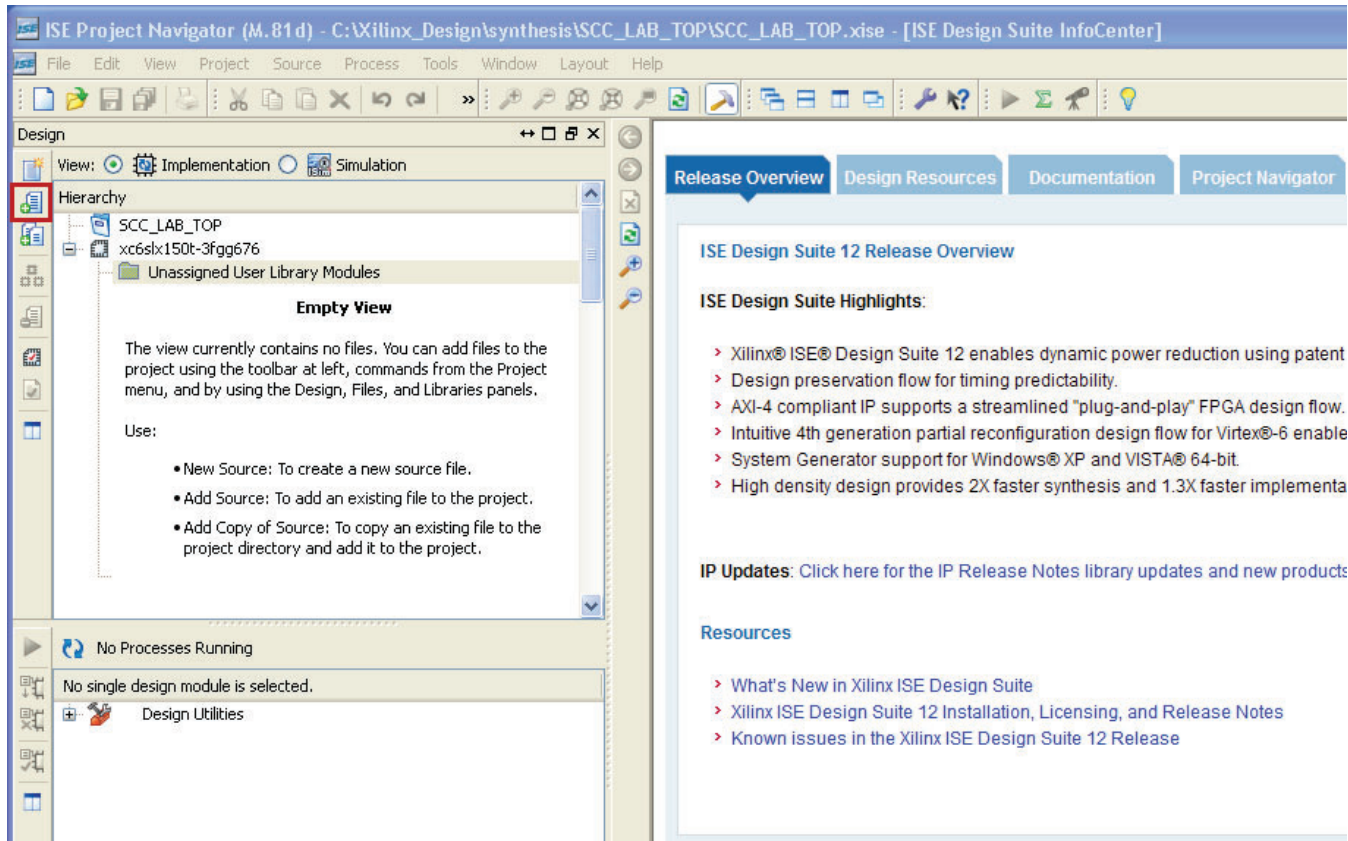 ISE Project Navigator (M.81d) - C:\Xilinx_Design\synthesis\SCC_LAB_TOP\SCC_LAB_TOP.xise - [ISE Design Suite InfoCenter]
File Edit View Project Source Process Tools Window Layout Help
Design
View: Implementation Simulation
Hierarchy
SCC_LAB_TOP
xc6slx150t-3fgg676
Unassigned User Library Modules
Empty View
The view currently contains no files. You can add files to the
project using the toolbar at left, commands from the Project
menu, and by using the Design, Files, and Libraries panels.
Use:
• New Source: To create a new source file.
• Add Source: To add an existing file to the project.
• Add Copy of Source: To copy an existing file to the
project directory and add it to the project.
No Processes Running
No single design module is selected.
Design Utilities
Release Overview Design Resources Documentation Project Navigator
ISE Design Suite 12 Release Overview
ISE Design Suite Highlights:
Xilinx® ISE® Design Suite 12 enables dynamic power reduction using patent
Design preservation flow for timing predictability.
AXI-4 compliant IP supports a streamlined "plug-and-play" FPGA design flow.
Intuitive 4th generation partial reconfiguration design flow for Virtex®-6 enable
System Generator support for Windows® XP and VISTA® 64-bit.
High density design provides 2X faster synthesis and 1.3X faster implementa
IP Updates: Click here for the IP Release Notes library updates and new products
Resources
What's New in Xilinx ISE Design Suite
Xilinx ISE Design Suite 12 Installation, Licensing, and Release Notes
Known issues in the Xilinx ISE Design Suite 12 Release